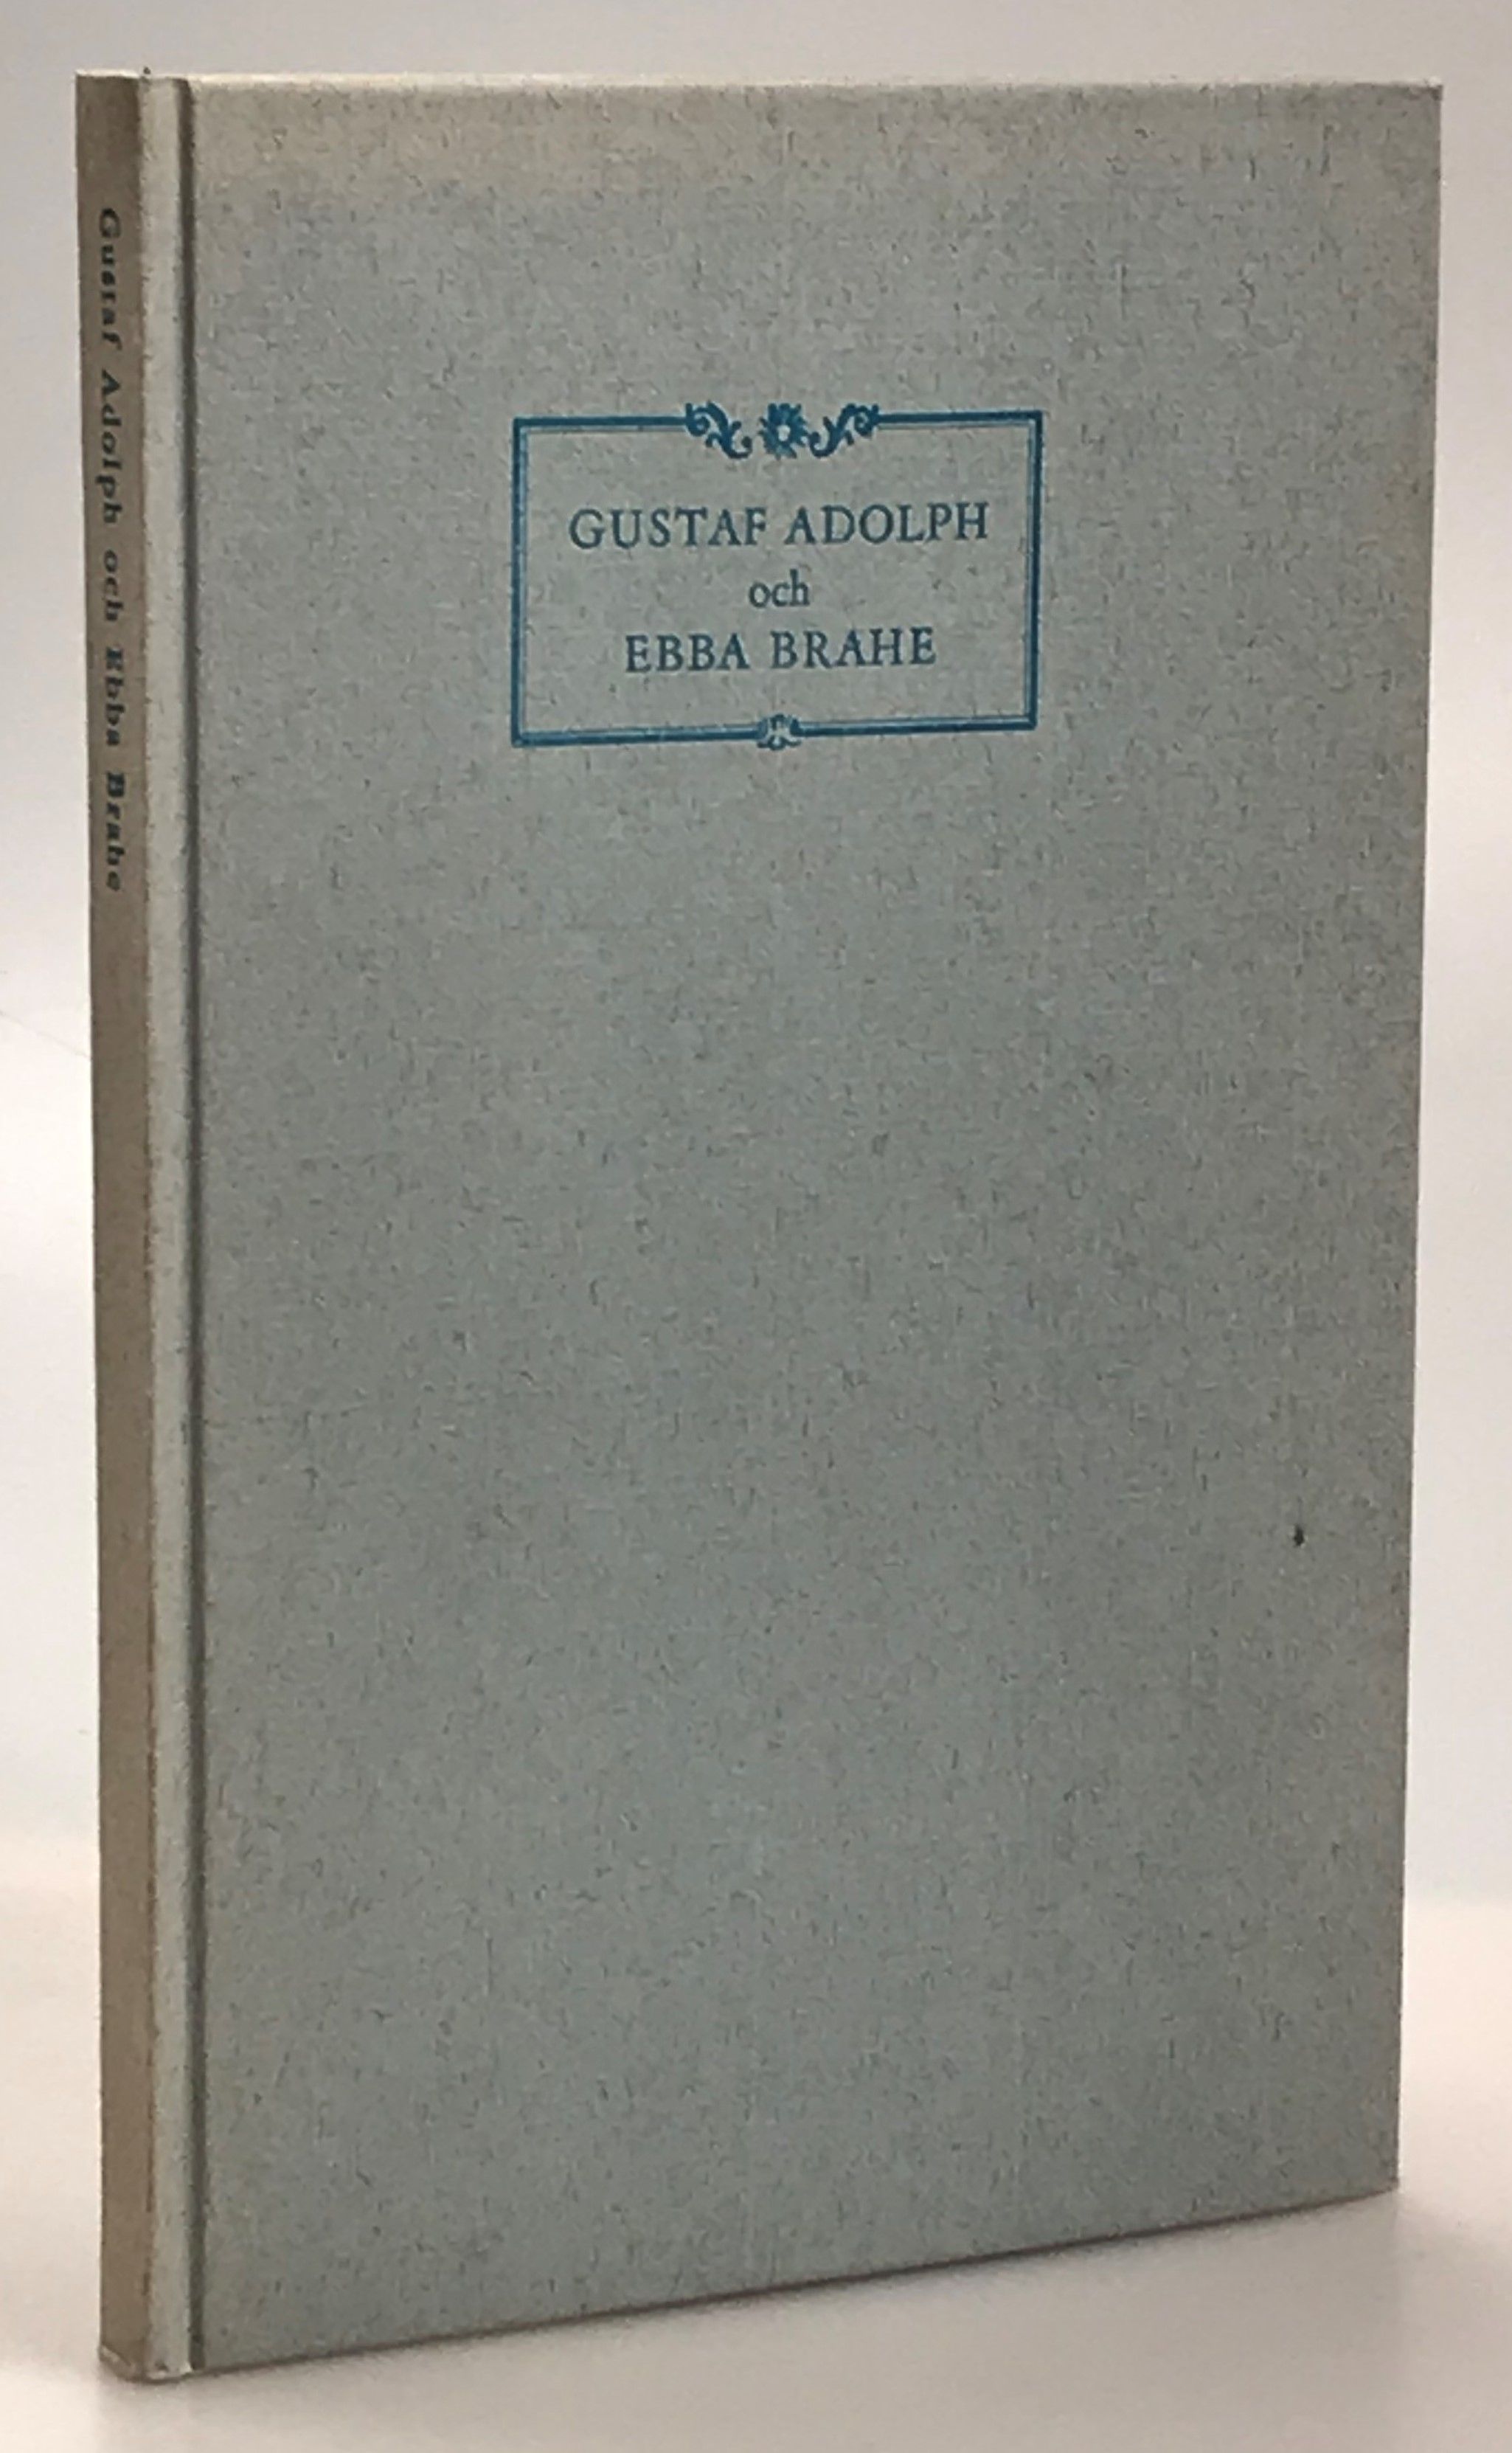 Gustaf Adolph och Ebba Brahe
GUSTAF ADOLPH
och
EBBA BRAHE